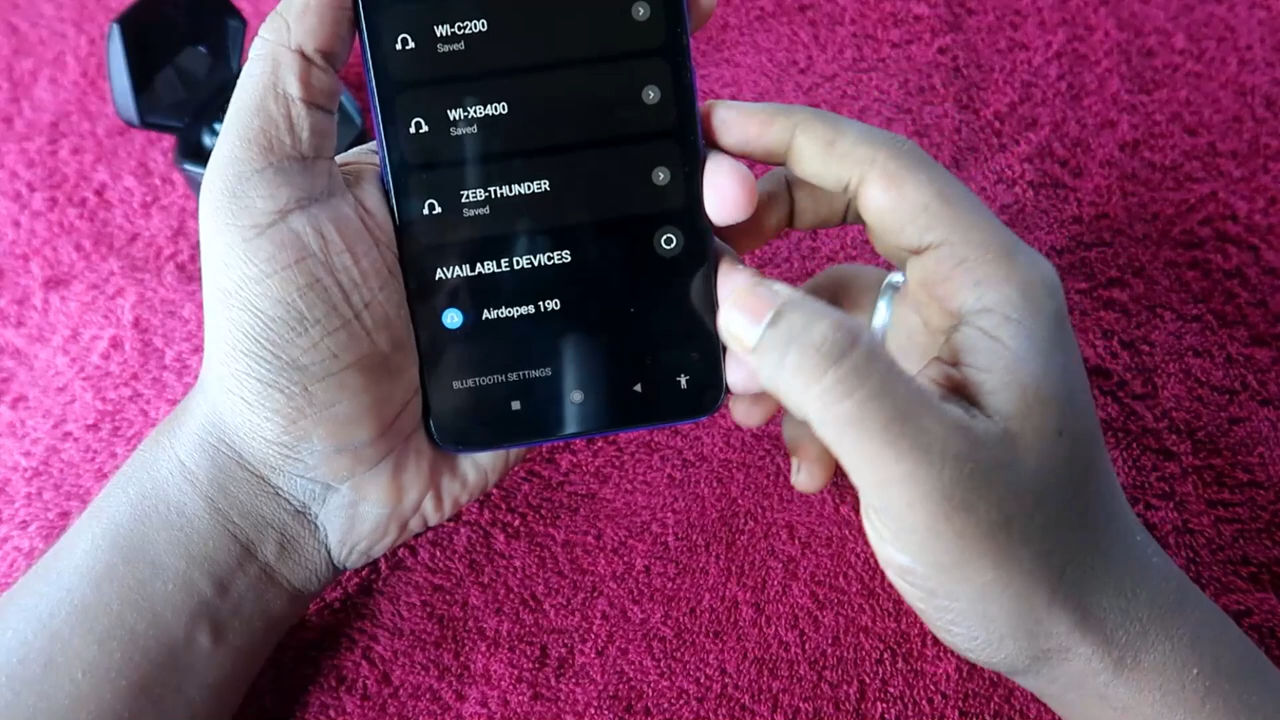 WI-C200
Saved
WI-XB400
Saved
ZEB-THUNDER
Saved
AVAILABLE DEVICES
Airdopes 190
BLUETOOTH SETTINGS